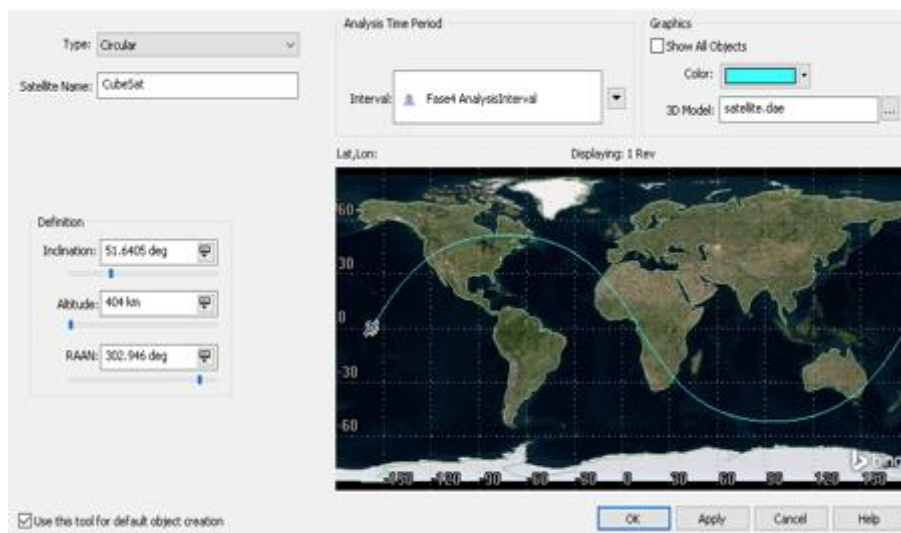 Type: Circular
Satellite Name: CubeSat
Definition
Inclination: 51.6405 deg
Altitude: 404 km
RAAN: 302.946 deg
Use this tool for default object creation
Analysis Time Period
Interval: Fase4 AnalysisInterval
Graphics
Show All Objects
Color:
3D Model: satellite.dae ...
Lat,Lon: Displaying: 1 Rev
60
30
0
-30
-60
bing
-150 -120 -90 -60 -30 0 30 60 90 120 150
OK Apply Cancel Help